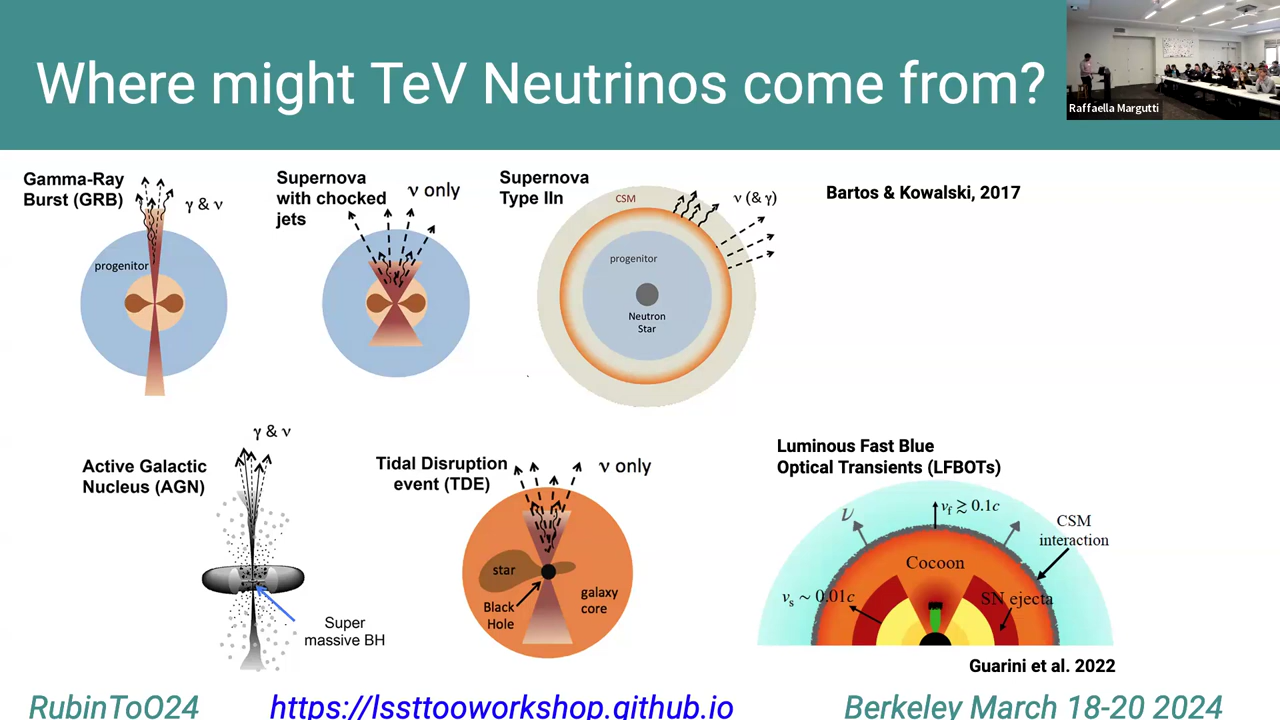 Where might TeV Neutrinos come from?
Raffaella Margutti
Gamma-Ray
Burst (GRB)
γ & ν
progenitor
Supernova
with chocked
jets
ν only
Supernova
Type IIn
CSM
ν (& γ)
progenitor
Neutron
Star
Bartos & Kowalski, 2017
Active Galactic
Nucleus (AGN)
γ & ν
Super
massive BH
Tidal Disruption
event (TDE)
ν only
star
Black
Hole
galaxy
core
Luminous Fast Blue
Optical Transients (LFBOTs)
ν
v_f ≳ 0.1c
CSM
interaction
Cocoon
v_s ~ 0.01c
SN ejecta
Guarini et al. 2022
RubinToO24
https://lssttooworkshop.github.io
Berkeley March 18-20 2024